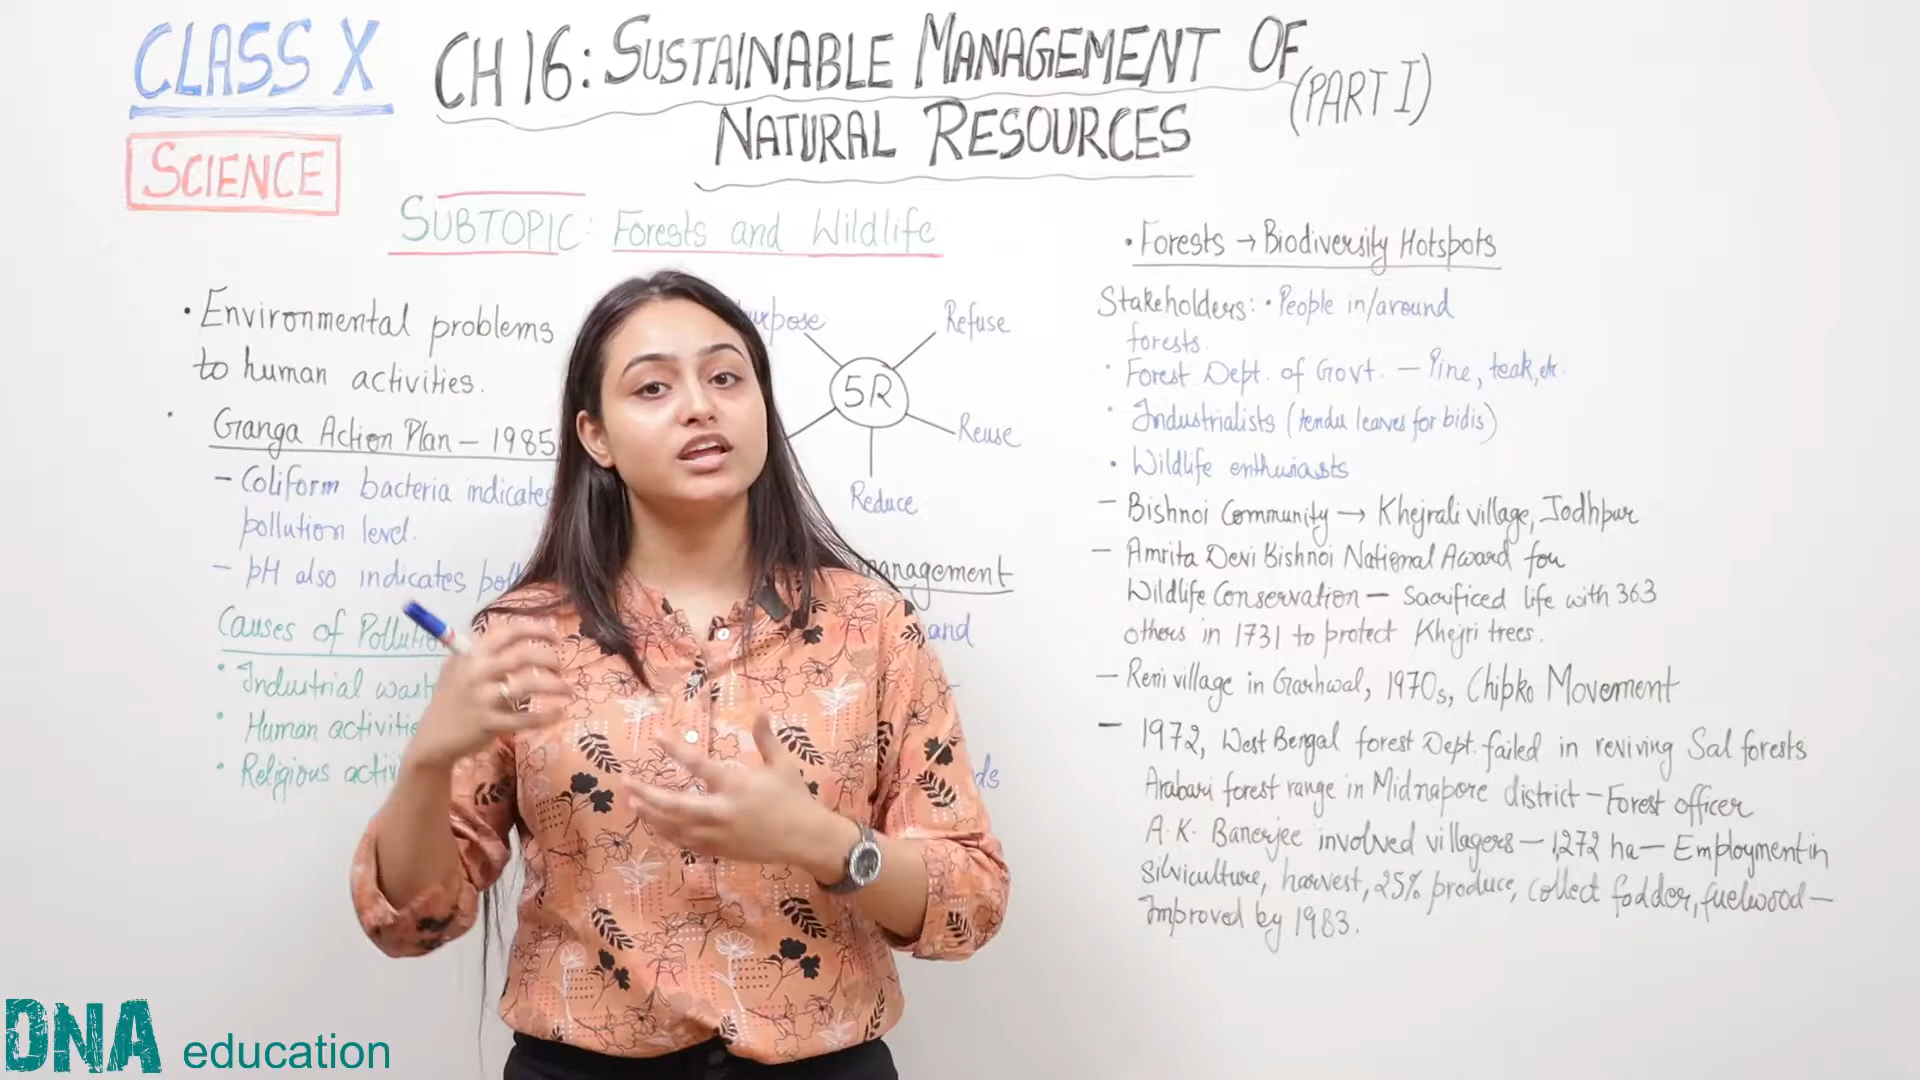 CLASS X
CH 16: SUSTAINABLE MANAGEMENT OF
NATURAL RESOURCES
(PART I)
SCIENCE
SUBTOPIC: Forests and Wildlife
• Environmental problems
to human activities.
Ganga Action Plan – 1985
– Coliform bacteria indicates
pollution level.
– pH also indicates
Causes of
• Industrial
• Human
• Religious
5R
Refuse
Reuse
Reduce
management
and
• Forests → Biodiversity Hotspots
Stakeholders: • People in/around
forests.
• Forest Dept. of Govt. – Pine, teak, etc.
• Industrialists (tendu leaves for bidis)
• Wildlife enthusiasts
– Bishnoi Community → Khejrali village, Jodhpur
– Amrita Devi Bishnoi National Award for
Wildlife Conservation – Sacrificed life with 363
others in 1731 to protect Khejri trees.
– Reni village in Garhwal, 1970s, Chipko Movement
– 1972, West Bengal forest Dept. failed in reviving Sal forests
Arabari forest range in Midnapore district – Forest officer
A.K. Banerjee involved villagers – 1,272 ha – Employment in
silviculture, harvest, 25% produce, collect fodder, fuelwood –
Improved by 1983.
DNA education